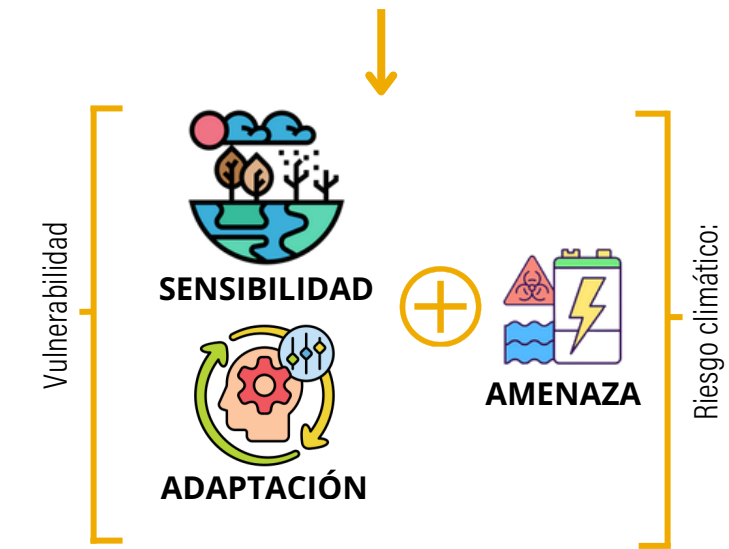 Vulnerabilidad
SENSIBILIDAD
ADAPTACIÓN
AMENAZA
Riesgo climático: